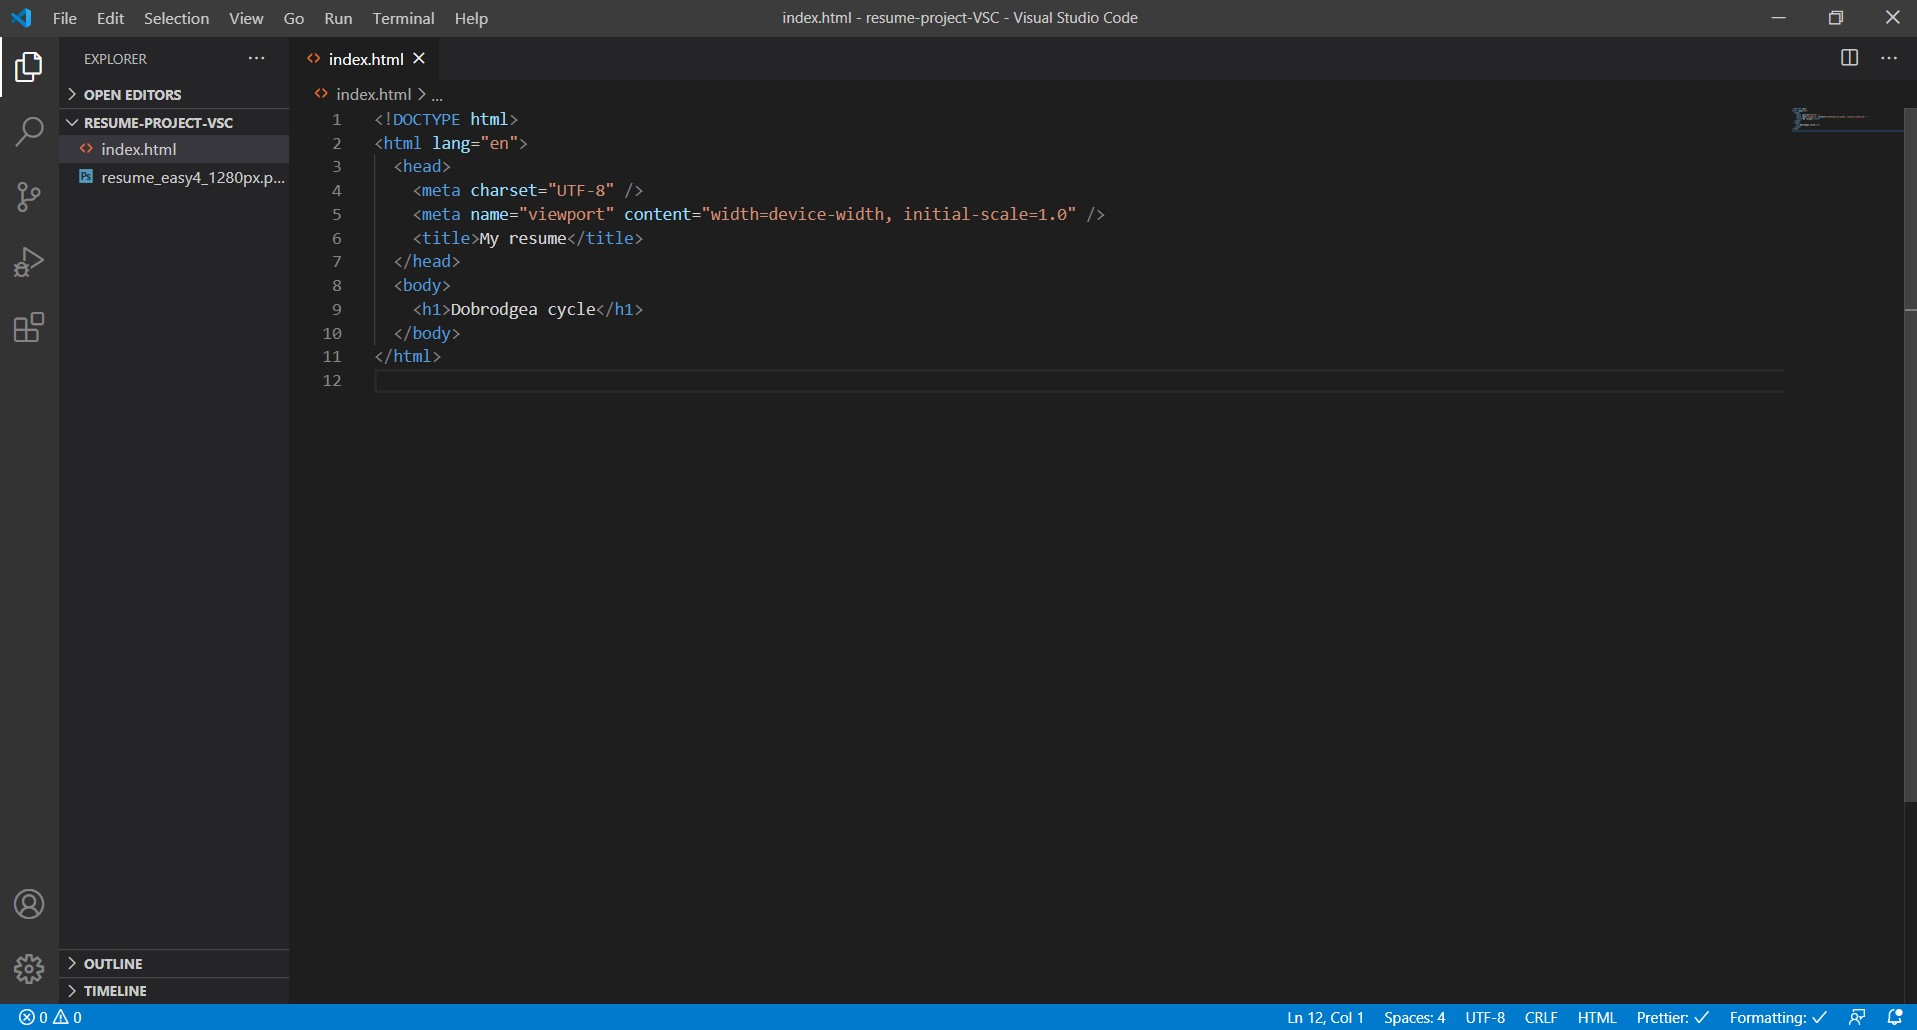 File Edit Selection View Go Run Terminal Help
index.html - resume-project-VSC - Visual Studio Code
EXPLORER
OPEN EDITORS
RESUME-PROJECT-VSC
index.html
resume_easy4_1280px.p...
OUTLINE
TIMELINE
index.html
index.html > ...
1 <!DOCTYPE html>
2 <html lang="en">
3 <head>
4 <meta charset="UTF-8" />
5 <meta name="viewport" content="width=device-width, initial-scale=1.0" />
6 <title>My resume</title>
7 </head>
8 <body>
9 <h1>Dobrodgea cycle</h1>
10 </body>
11 </html>
12
0 0
Ln 12, Col 1 Spaces: 4 UTF-8 CRLF HTML Prettier: ✓ Formatting: ✓